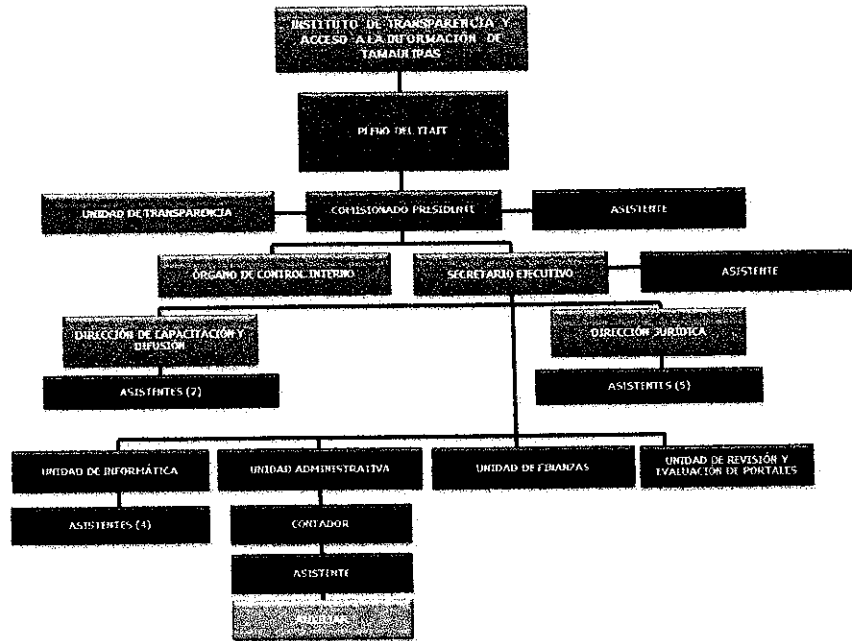 INSTITUTO DE TRANSPARENCIA Y
ACCESO A LA INFORMACIÓN DE
TAMAULIPAS
PLENO DEL ITAIT
UNIDAD DE TRANSPARENCIA
COMISIONADO PRESIDENTE
ASISTENTE
ÓRGANO DE CONTROL INTERNO
SECRETARIO EJECUTIVO
ASISTENTE
DIRECCIÓN DE CAPACITACIÓN Y
DIFUSIÓN
DIRECCIÓN JURÍDICA
ASISTENTES (2)
ASISTENTES (5)
UNIDAD DE INFORMÁTICA
UNIDAD ADMINISTRATIVA
UNIDAD DE FINANZAS
UNIDAD DE REVISIÓN Y
EVALUACIÓN DE PORTALES
ASISTENTES (4)
CONTADOR
ASISTENTE
AUXILIAR